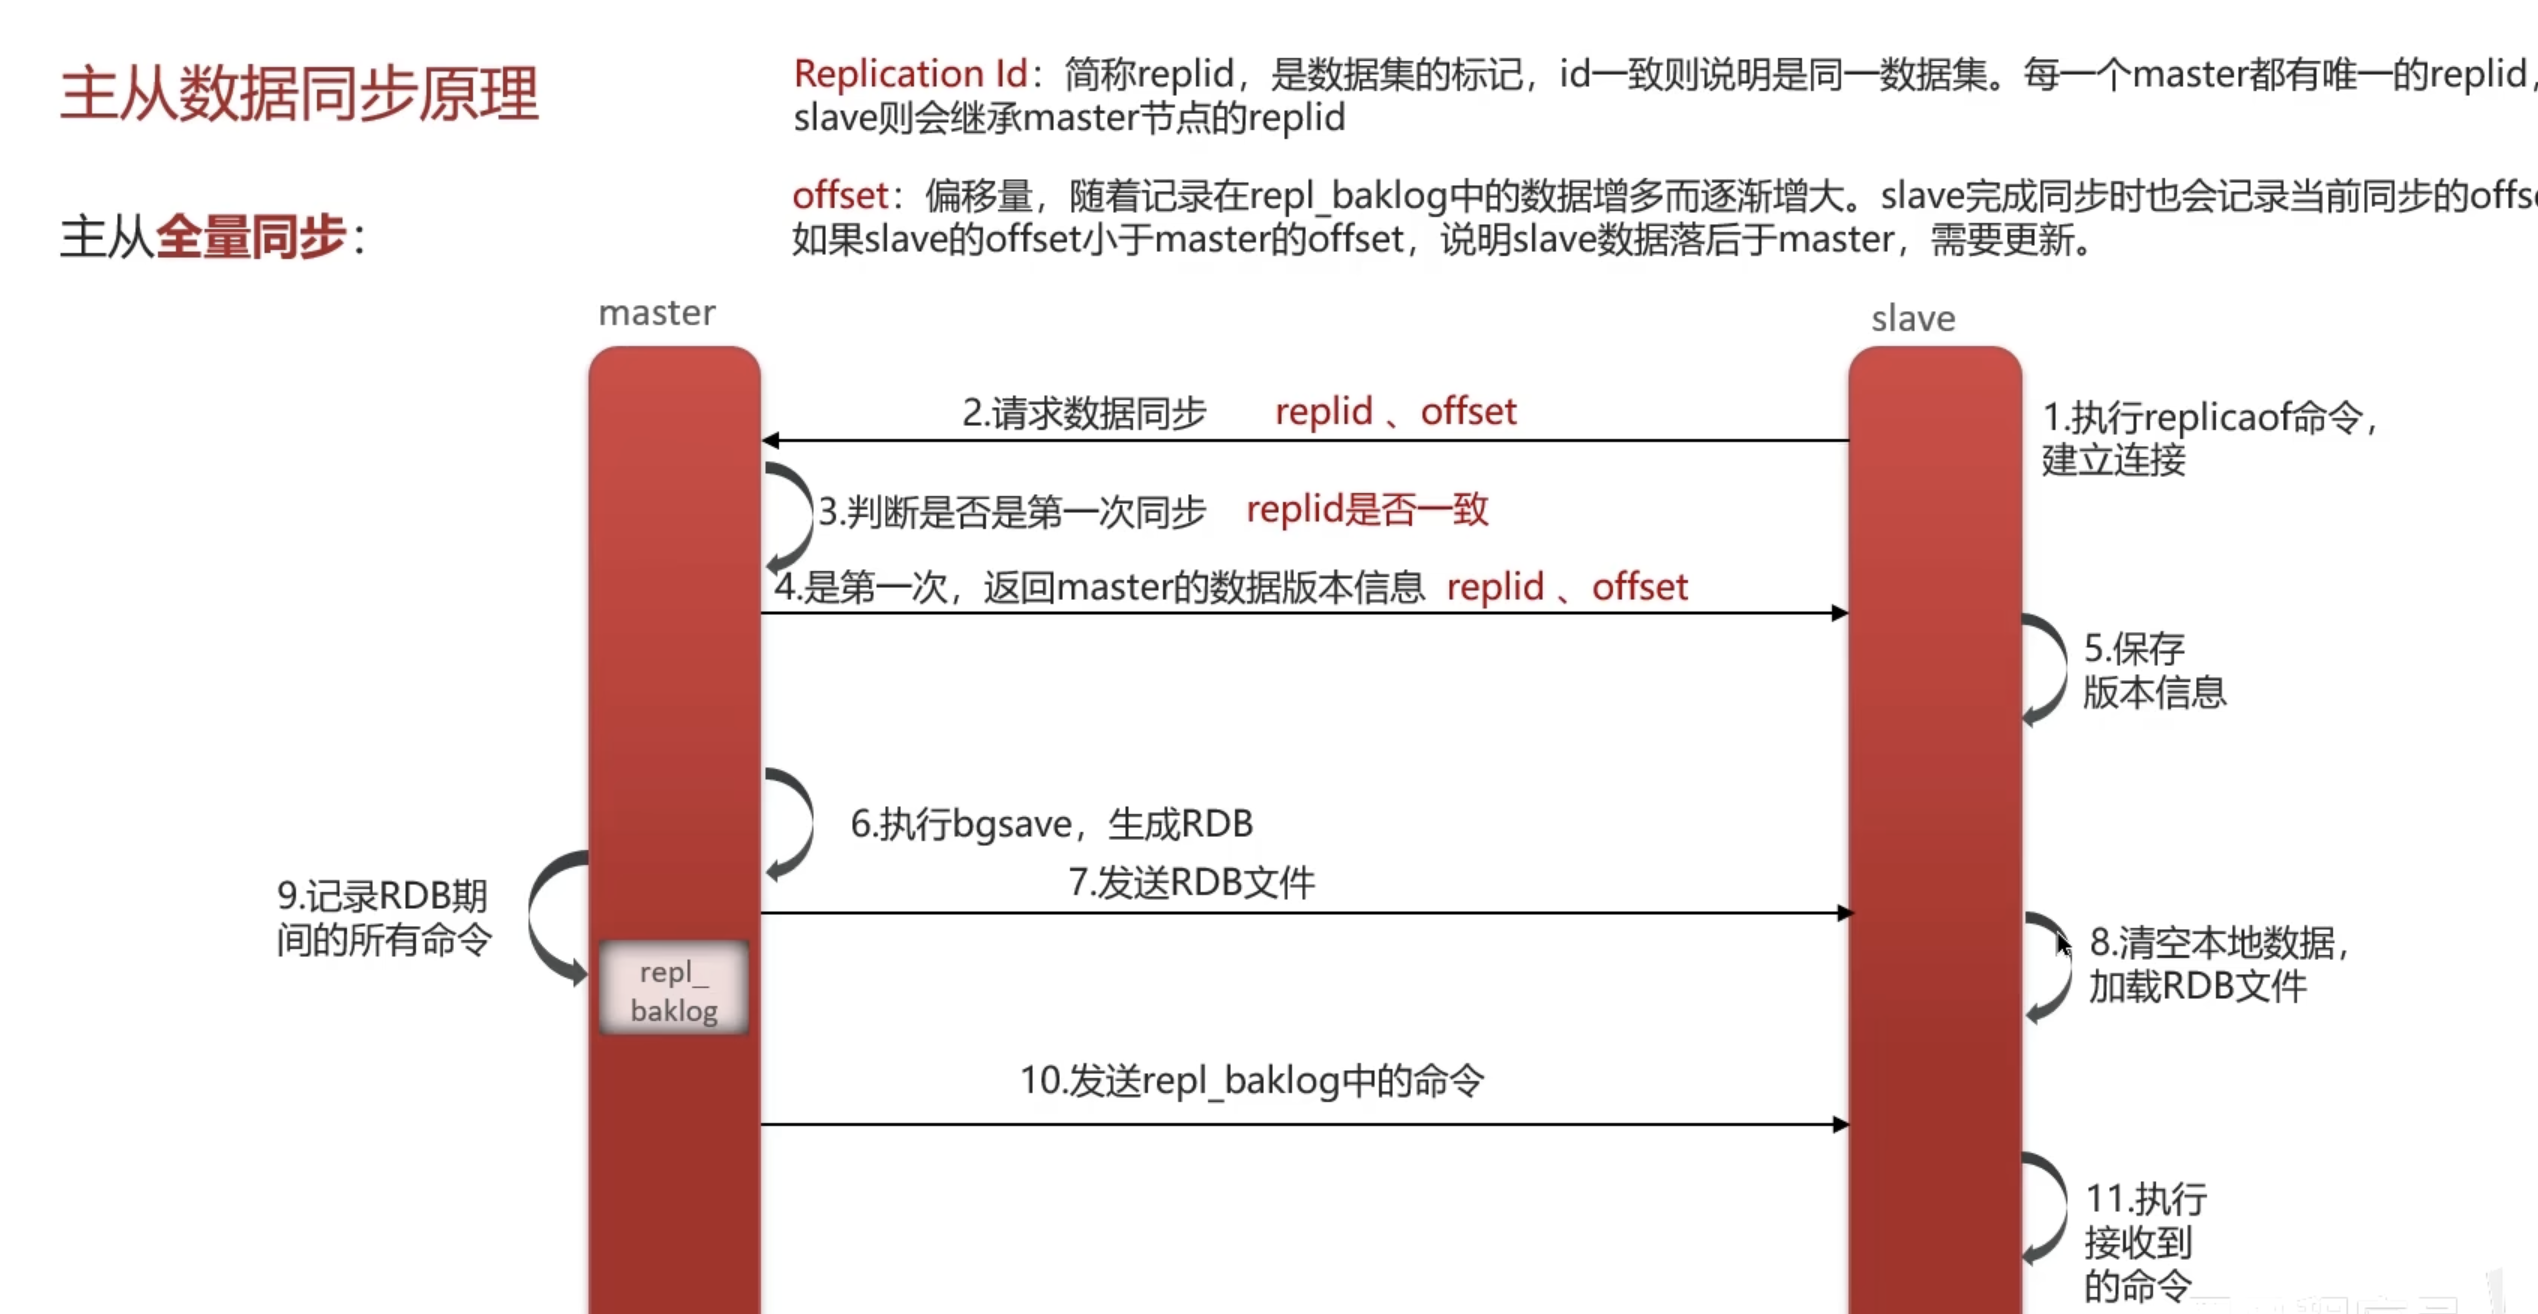 主从数据同步原理
Replication Id：简称replid，是数据集的标记，id一致则说明是同一数据集。每一个master都有唯一的replid，
slave则会继承master节点的replid
offset：偏移量，随着记录在repl_baklog中的数据增多而逐渐增大。slave完成同步时也会记录当前同步的offse
如果slave的offset小于master的offset，说明slave数据落后于master，需要更新。
主从全量同步：
master
slave
1.执行replicaof命令，
建立连接
2.请求数据同步 replid 、offset
3.判断是否是第一次同步 replid是否一致
4.是第一次，返回master的数据版本信息 replid 、offset
5.保存
版本信息
6.执行bgsave，生成RDB
7.发送RDB文件
8.清空本地数据，
加载RDB文件
9.记录RDB期
间的所有命令
repl_
baklog
10.发送repl_baklog中的命令
11.执行
接收到
的命令